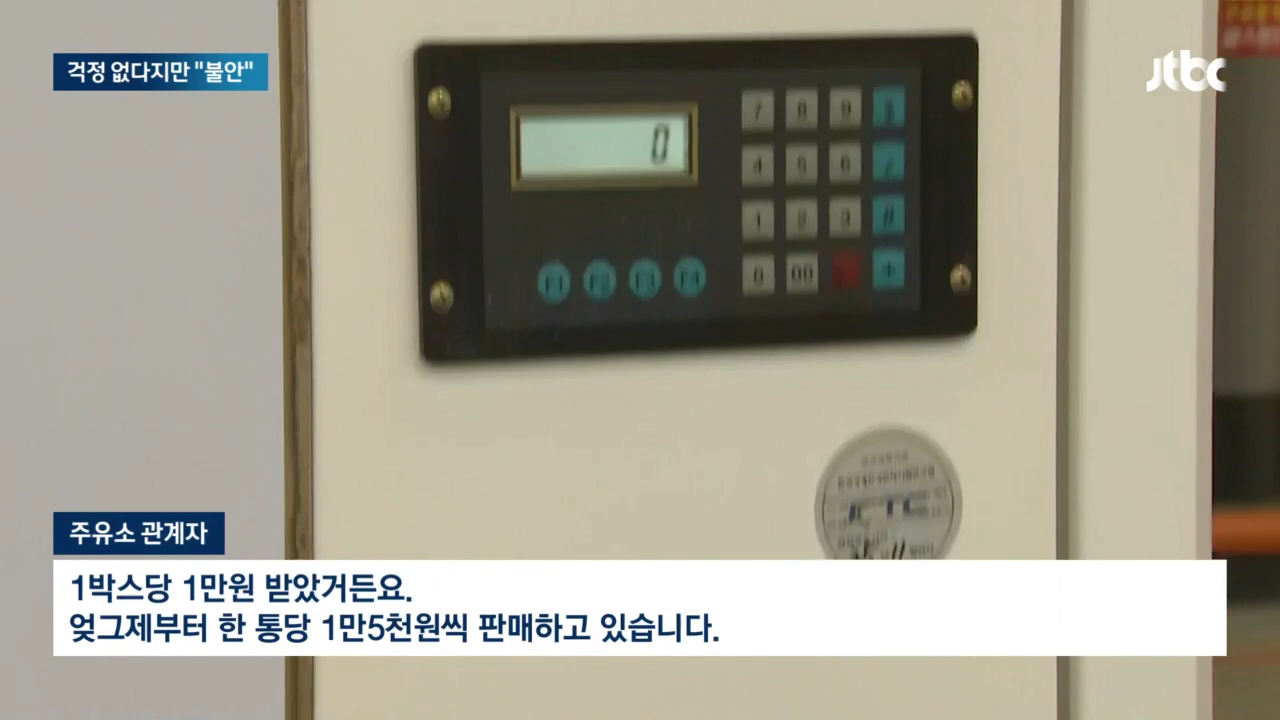 걱정 없다지만 "불안"
jtbc
0
7 8 9
4 5 6 /
1 2 3 #
0 00 +
F1 F2 F3 F4
KTC
주유소 관계자
1박스당 1만원 받았거든요.
엊그제부터 한 통당 1만5천원씩 판매하고 있습니다.